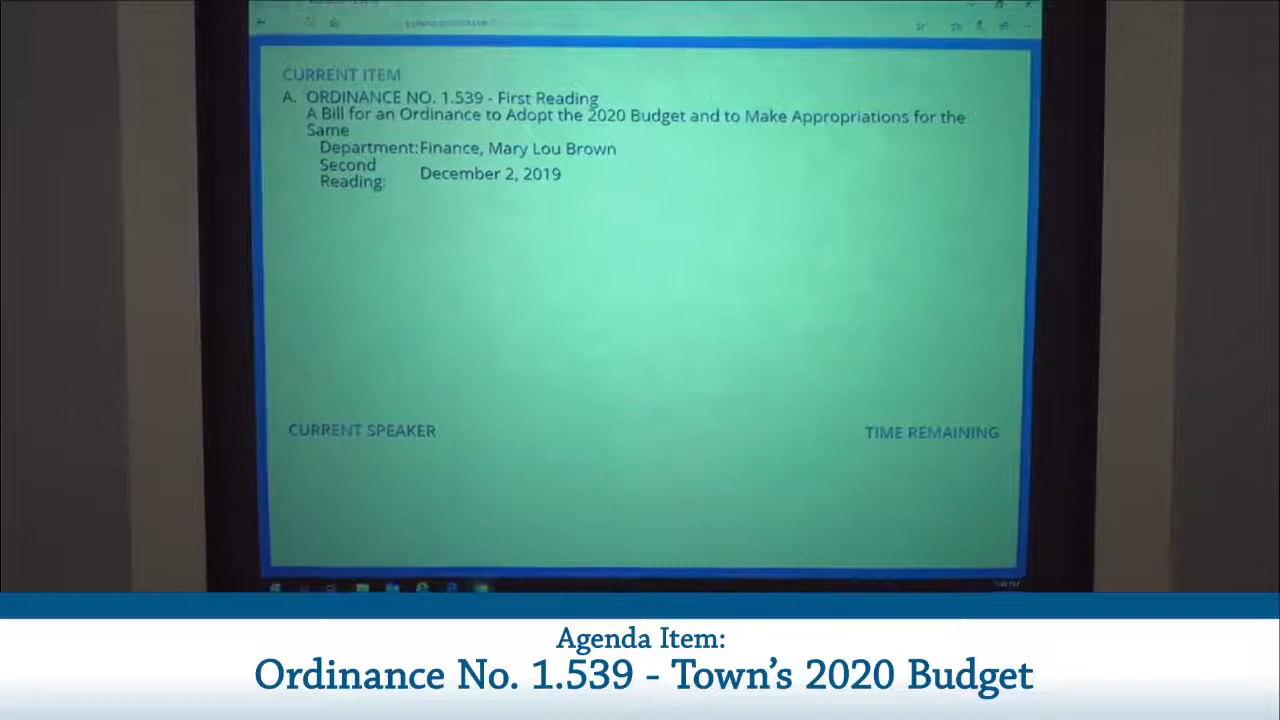 CURRENT ITEM
A. ORDINANCE NO. 1.539 - First Reading
A Bill for an Ordinance to Adopt the 2020 Budget and to Make Appropriations for the
Same
Department: Finance, Mary Lou Brown
Second
Reading: December 2, 2019
CURRENT SPEAKER
TIME REMAINING
Agenda Item:
Ordinance No. 1.539 - Town's 2020 Budget